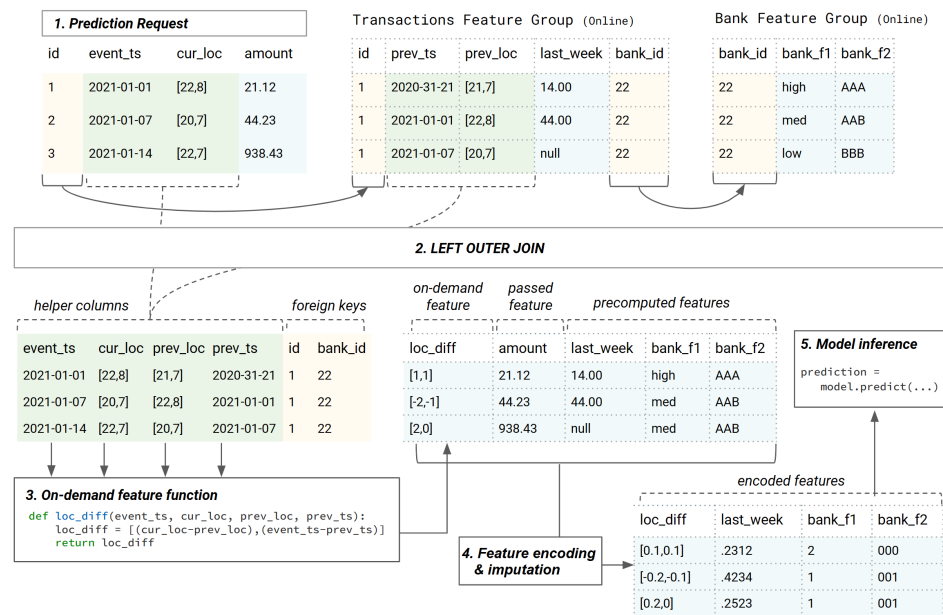 1. Prediction Request
id event_ts cur_loc amount
1 2021-01-01 [22,8] 21.12
2 2021-01-07 [20,7] 44.23
3 2021-01-14 [22,7] 938.43
Transactions Feature Group (Online)
id prev_ts prev_loc last_week bank_id
1 2020-31-21 [21,7] 14.00 22
1 2021-01-01 [22,8] 44.00 22
1 2021-01-07 [20,7] null 22
Bank Feature Group (Online)
bank_id bank_f1 bank_f2
22 high AAA
22 med AAB
22 low BBB
2. LEFT OUTER JOIN
helper columns foreign keys
event_ts cur_loc prev_loc prev_ts id bank_id
2021-01-01 [22,8] [21,7] 2020-31-21 1 22
2021-01-07 [20,7] [22,8] 2021-01-01 1 22
2021-01-14 [22,7] [20,7] 2021-01-07 1 22
on-demand feature
passed feature
precomputed features
loc_diff amount last_week bank_f1 bank_f2
[1,1] 21.12 14.00 high AAA
[-2,-1] 44.23 44.00 med AAB
[2,0] 938.43 null med AAB
3. On-demand feature function
def loc_diff(event_ts, cur_loc, prev_loc, prev_ts):
loc_diff = [(cur_loc-prev_loc),(event_ts-prev_ts)]
return loc_diff
4. Feature encoding
& imputation
encoded features
loc_diff last_week bank_f1 bank_f2
[0.1,0.1] .2312 2 000
[-0.2,-0.1] .4234 1 001
[0.2,0] .2523 1 001
5. Model inference
prediction =
model.predict(...)